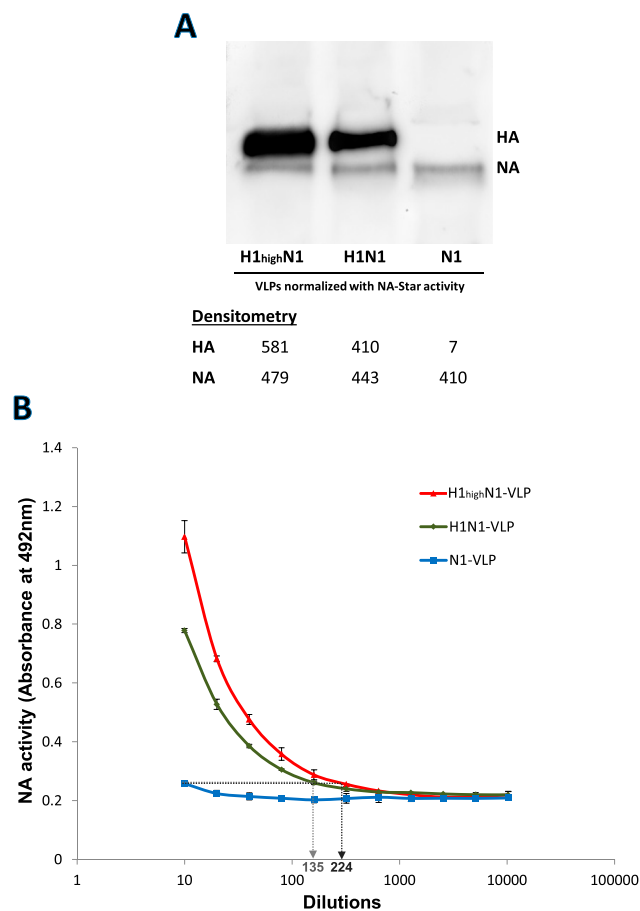 A
HA
NA
H1highN1 H1N1 N1
VLPs normalized with NA-Star activity
Densitometry
HA 581 410 7
NA 479 443 410
B
NA activity (Absorbance at 492nm)
1.4
1.2
1
0.8
0.6
0.4
0.2
0
H1highN1-VLP
H1N1-VLP
N1-VLP
135 224
1 10 100 1000 10000 100000
Dilutions